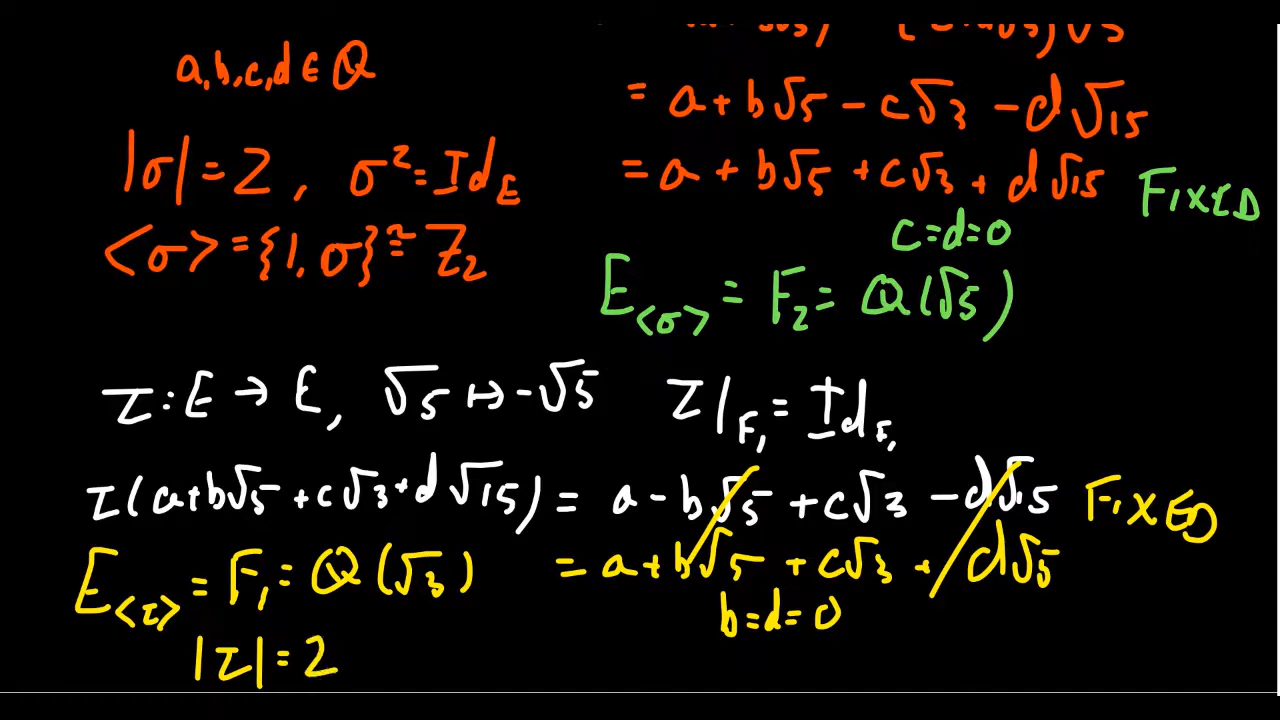 a,b,c,d ∈ Q
= a + b√5 − c√3 − d√15
|σ| = 2, σ² = Id_E
= a + b√5 + c√3 + d√15 FIXED
c = d = 0
<σ> = {1, σ} ≅ Z₂
E_<σ> = F₂ = Q(√5)
τ: E → E, √5 ↦ -√5 τ|_F₁ = Id_F₁
τ(a+b√5 + c√3 + d√15) = a − b√5 + c√3 − d√15 FIXED
E_<τ> = F₁ = Q(√3) = a + b√5 + c√3 + d√5
b = d = 0
|τ| = 2